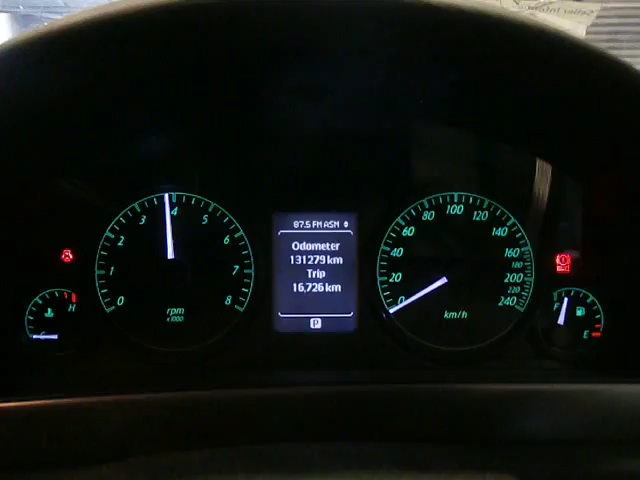 87.5 FM ASM
Odometer
131279 km
Trip
16,726 km
P
0
1
2
3
4
5
6
7
8
rpm
x1000
0
20
40
60
80
100
120
140
160
180
200
220
240
km/h
H
F
E